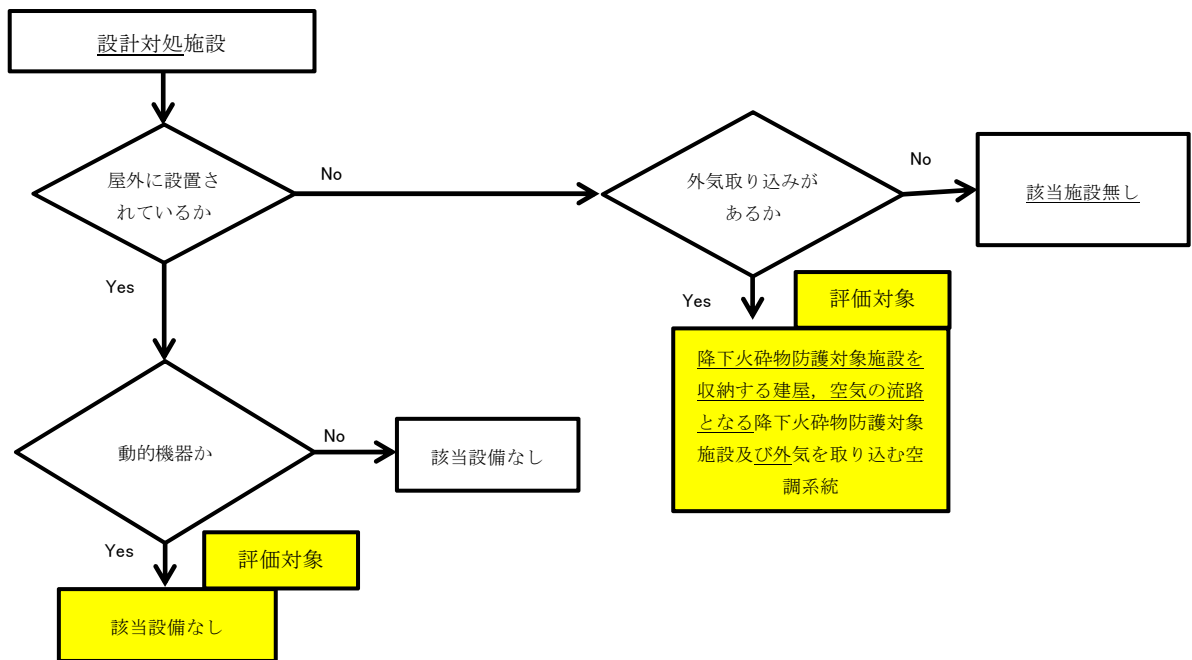 設計対処施設
屋外に設置さ
れているか
No
外気取り込みが
あるか
No
該当施設無し
Yes
Yes
評価対象
降下火砕物防護対象施設を
収納する建屋，空気の流路
となる降下火砕物防護対象
施設及び外気を取り込む空
調系統
動的機器か
No
該当設備なし
Yes
評価対象
該当設備なし